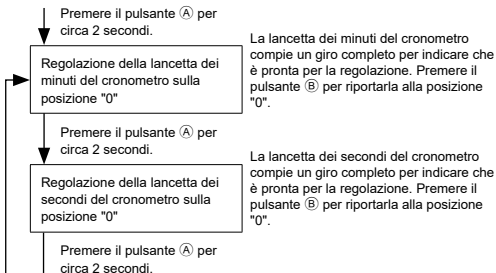 Premere il pulsante Ⓐ per
circa 2 secondi.
Regolazione della lancetta dei
minuti del cronometro sulla
posizione "0"
La lancetta dei minuti del cronometro
compie un giro completo per indicare che
è pronta per la regolazione. Premere il
pulsante Ⓑ per riportarla alla posizione
"0".
Premere il pulsante Ⓐ per
circa 2 secondi.
Regolazione della lancetta dei
secondi del cronometro sulla
posizione "0"
La lancetta dei secondi del cronometro
compie un giro completo per indicare che
è pronta per la regolazione. Premere il
pulsante Ⓑ per riportarla alla posizione
"0".
Premere il pulsante Ⓐ per
circa 2 secondi.